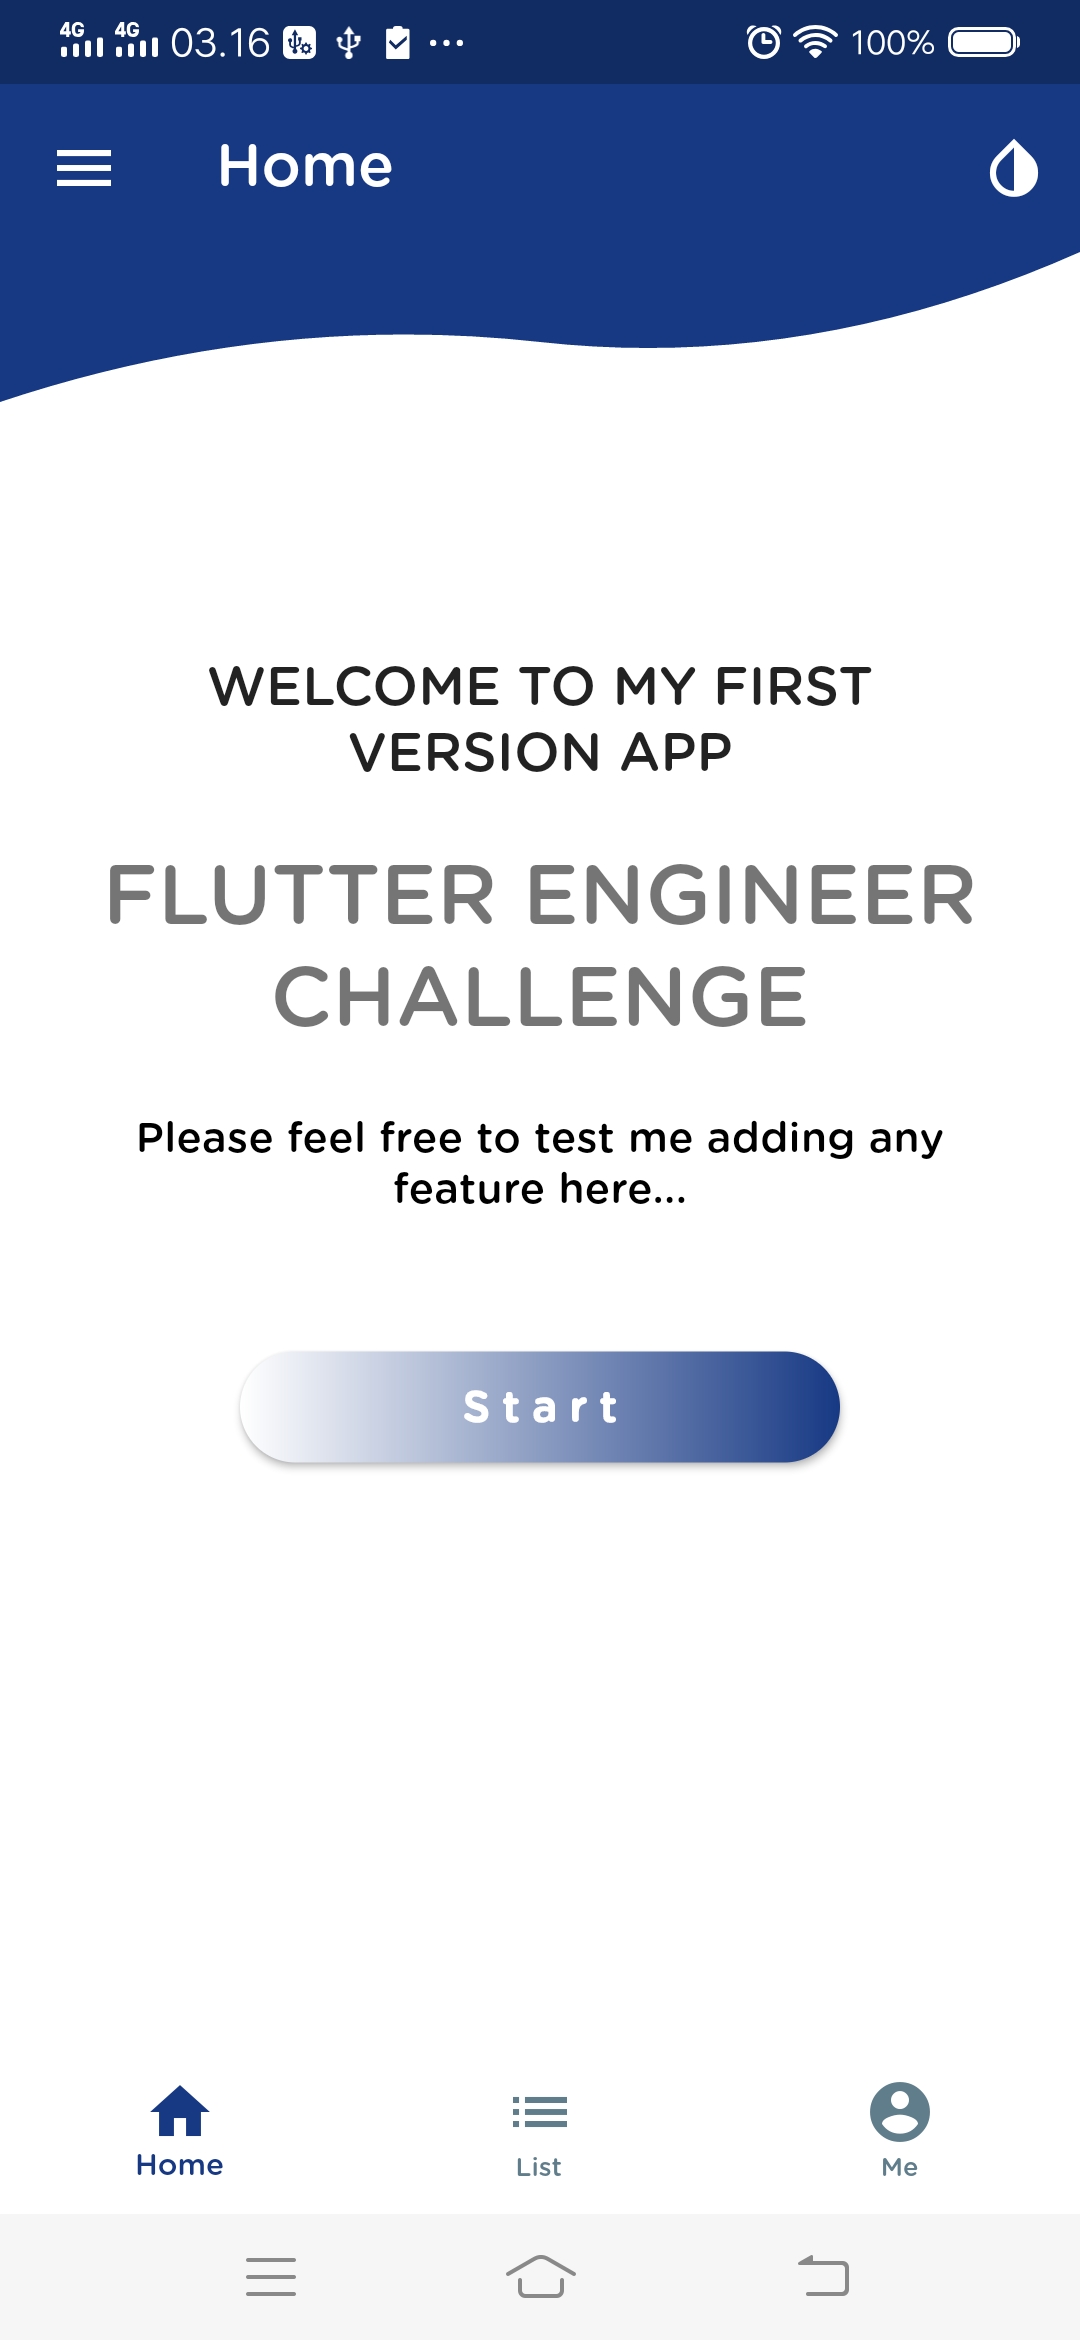 4G 4G 03.16 100%
Home
WELCOME TO MY FIRST
VERSION APP
FLUTTER ENGINEER
CHALLENGE
Please feel free to test me adding any
feature here...
Start
Home List Me